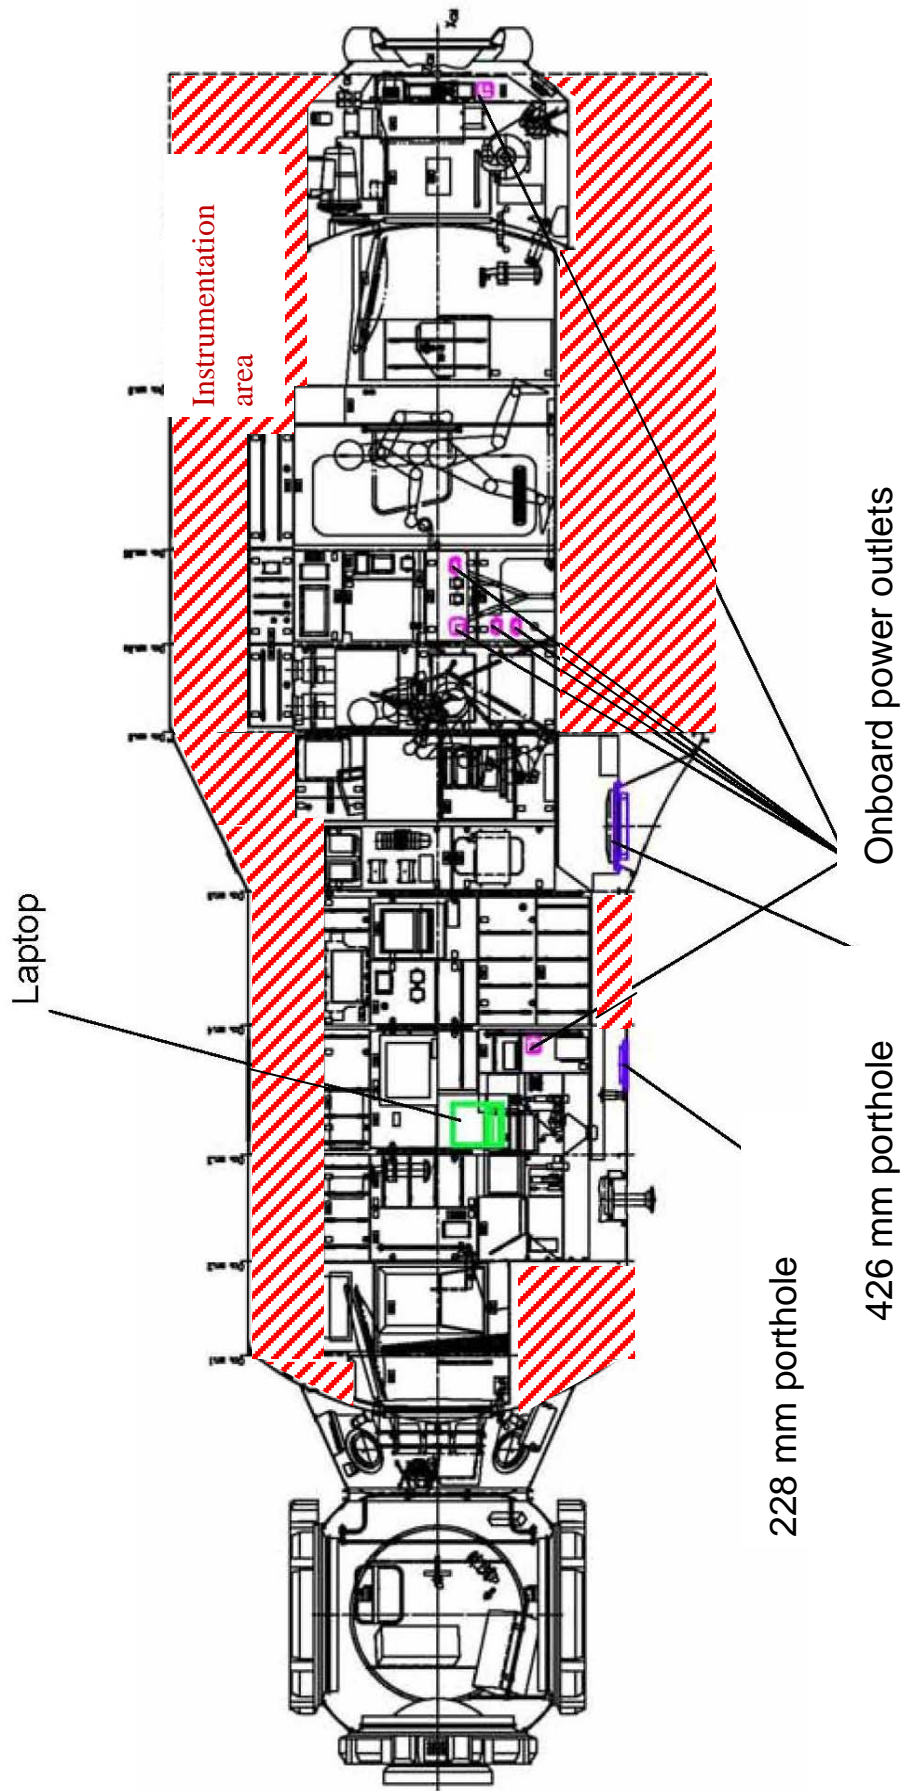 Laptop
Instrumentation
area
Onboard power outlets
426 mm porthole
228 mm porthole